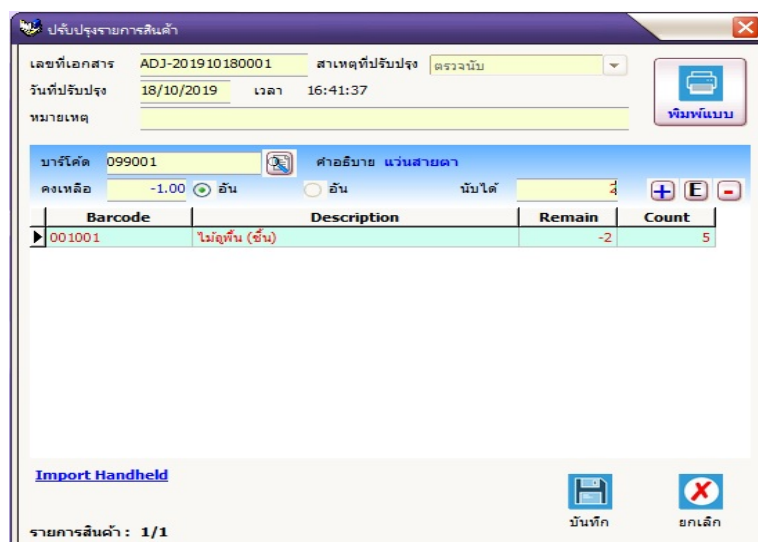 ปรับปรุงรายการสินค้า
เลขที่เอกสาร ADJ-201910180001 สาเหตุที่ปรับปรุง ตรวจนับ
วันที่ปรับปรุง 18/10/2019 เวลา 16:41:37
หมายเหตุ
พิมพ์แบบ
บาร์โค้ด 099001 คำอธิบาย แว่นสายตา
คงเหลือ -1.00 อัน อัน นับได้ + E -
Barcode Description Remain Count
001001 ไม้ถูพื้น (ชิ้น) -2 5
Import Handheld
บันทึก ยกเลิก
รายการสินค้า : 1/1